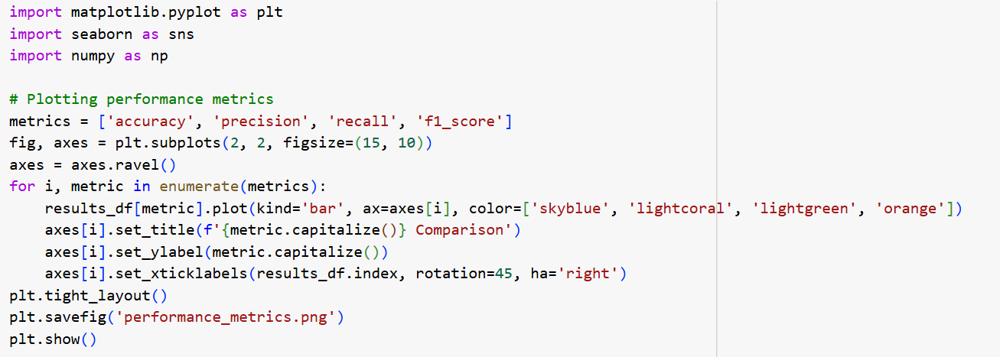 import matplotlib.pyplot as plt
import seaborn as sns
import numpy as np

# Plotting performance metrics
metrics = ['accuracy', 'precision', 'recall', 'f1_score']
fig, axes = plt.subplots(2, 2, figsize=(15, 10))
axes = axes.ravel()
for i, metric in enumerate(metrics):
    results_df[metric].plot(kind='bar', ax=axes[i], color=['skyblue', 'lightcoral', 'lightgreen', 'orange'])
    axes[i].set_title(f'{metric.capitalize()} Comparison')
    axes[i].set_ylabel(metric.capitalize())
    axes[i].set_xticklabels(results_df.index, rotation=45, ha='right')
plt.tight_layout()
plt.savefig('performance_metrics.png')
plt.show()